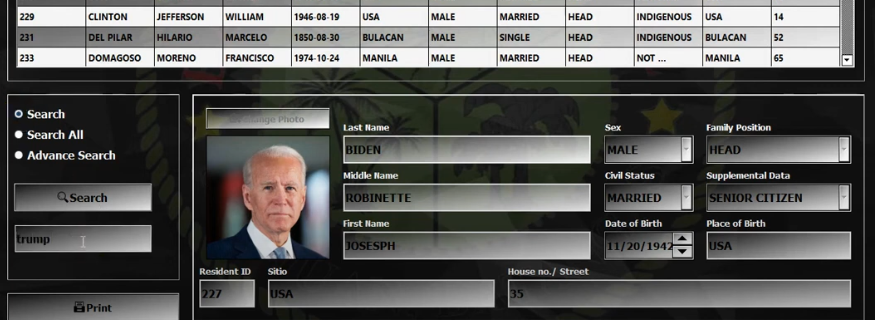 229 CLINTON JEFFERSON WILLIAM 1946-08-19 USA MALE MARRIED HEAD INDIGENOUS USA 14
231 DEL PILAR HILARIO MARCELO 1850-08-30 BULACAN MALE SINGLE HEAD INDIGENOUS BULACAN 52
233 DOMAGOSO MORENO FRANCISCO 1974-10-24 MANILA MALE MARRIED HEAD NOT ... MANILA 65
Search
Search All
Advance Search
Search
trump
Print
Photo
Last Name Sex Family Position
BIDEN MALE HEAD
Middle Name Civil Status Supplemental Data
ROBINETTE MARRIED SENIOR CITIZEN
First Name Date of Birth Place of Birth
JOSESPH 11/20/1942 USA
Resident ID Sitio House no./ Street
227 USA 35